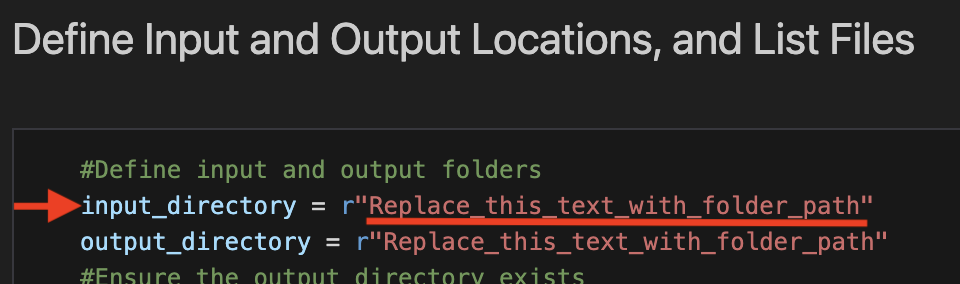 Define Input and Output Locations, and List Files
#Define input and output folders
input_directory = r"Replace_this_text_with_folder_path"
output_directory = r"Replace_this_text_with_folder_path"
#Ensure the output directory exists